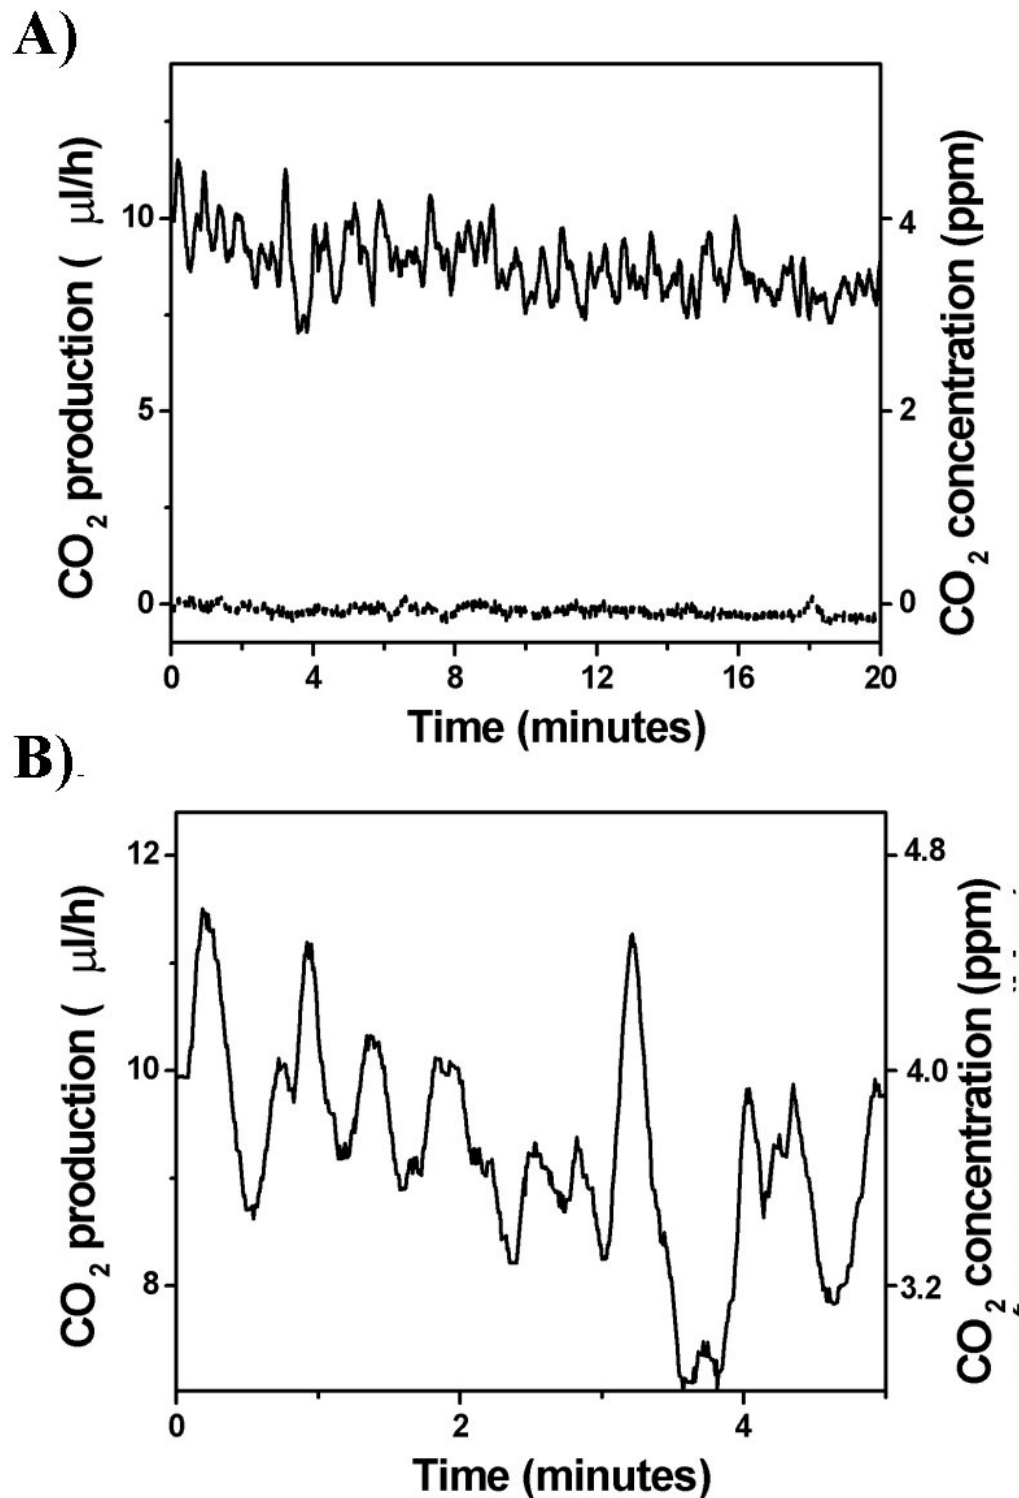 A)
CO2 production ( μl/h)
10
5
0
CO2 concentration (ppm)
4
2
0
0 4 8 12 16 20
Time (minutes)
B)
CO2 production ( μl/h)
12
10
8
CO2 concentration (ppm)
4.8
4.0
3.2
0 2 4
Time (minutes)